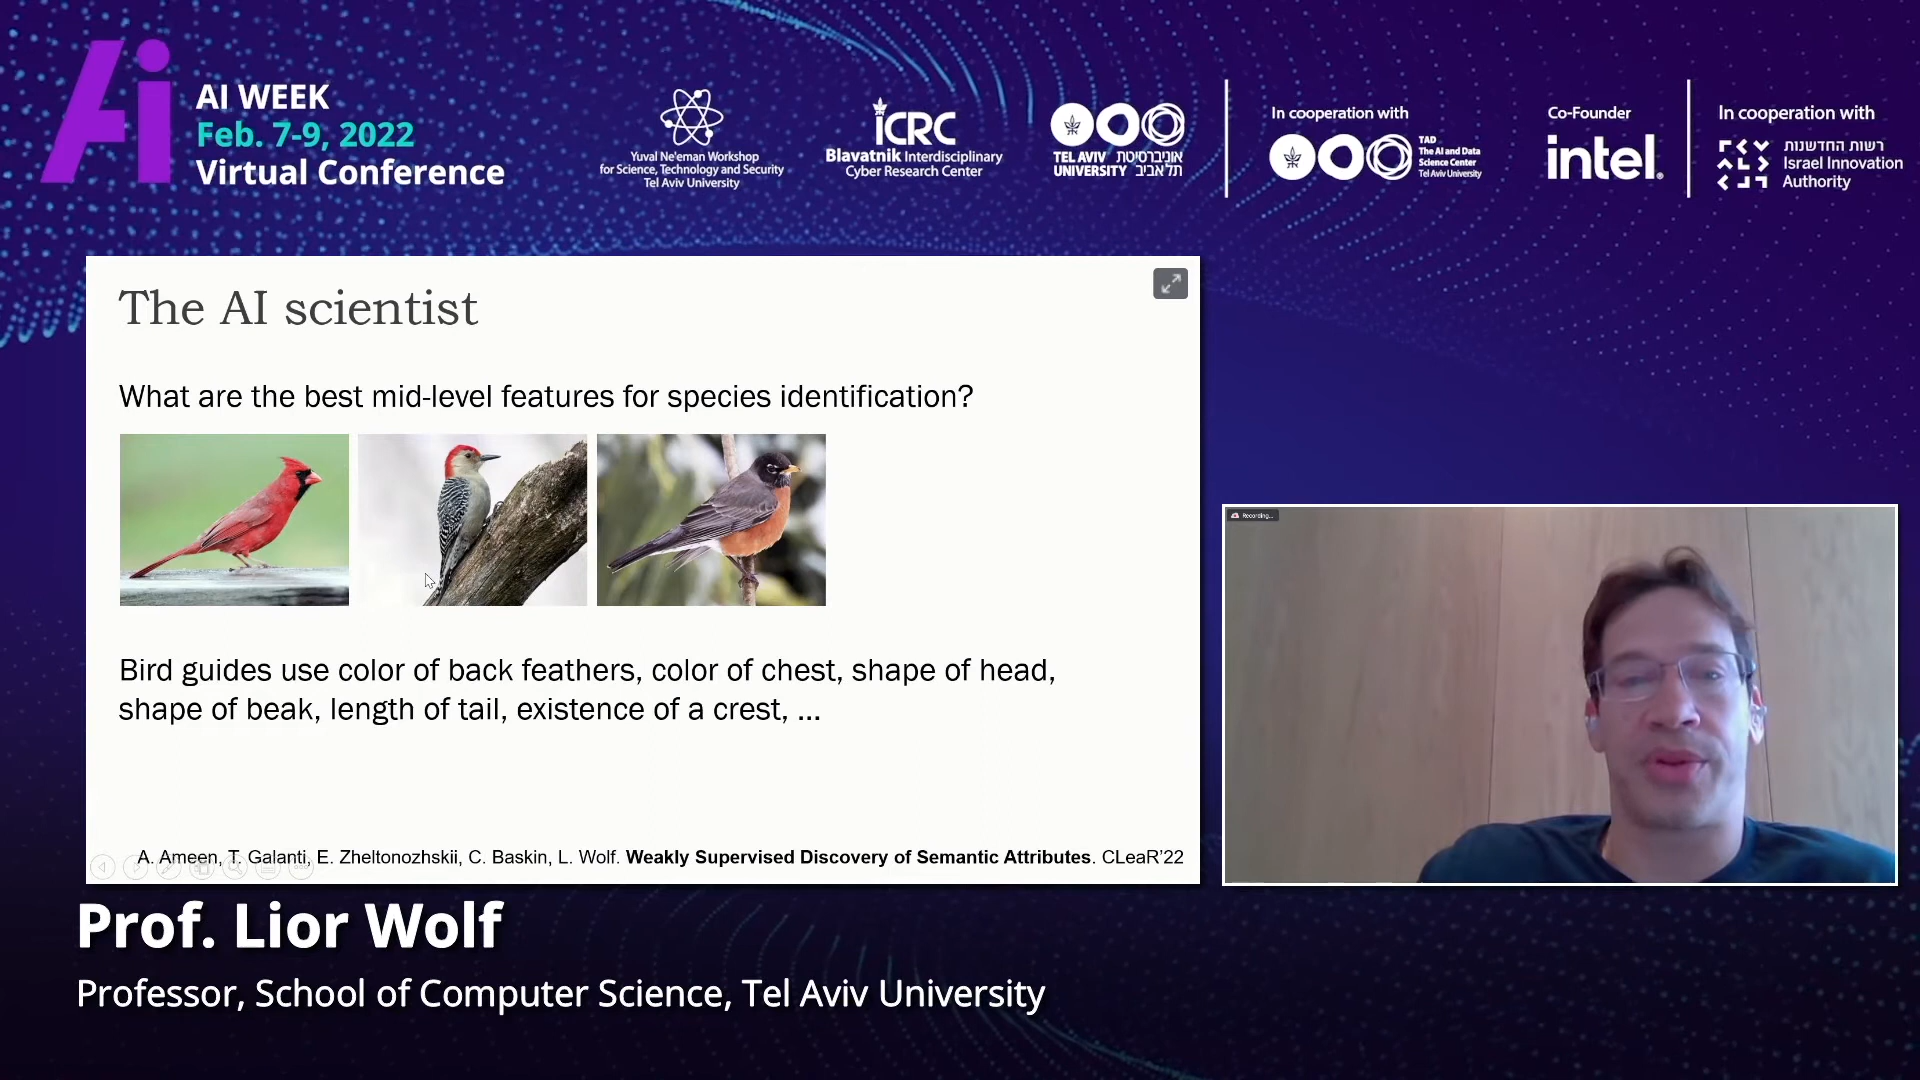 Ai
AI WEEK
Feb. 7-9, 2022
Virtual Conference
Yuval Ne'eman Workshop
for Science, Technology and Security
Tel Aviv University
iCRC
Blavatnik Interdisciplinary
Cyber Research Center
TEL AVIV אוניברסיטת
UNIVERSITY תל אביב
In cooperation with
TAD
The AI and Data
Science Center
Tel Aviv University
Co-Founder
intel.
In cooperation with
רשות החדשנות
Israel Innovation
Authority
The AI scientist
What are the best mid-level features for species identification?
Bird guides use color of back feathers, color of chest, shape of head,
shape of beak, length of tail, existence of a crest, ...
A. Ameen, T. Galanti, E. Zheltonozhskii, C. Baskin, L. Wolf. Weakly Supervised Discovery of Semantic Attributes. CLeaR'22
Recording...
Prof. Lior Wolf
Professor, School of Computer Science, Tel Aviv University